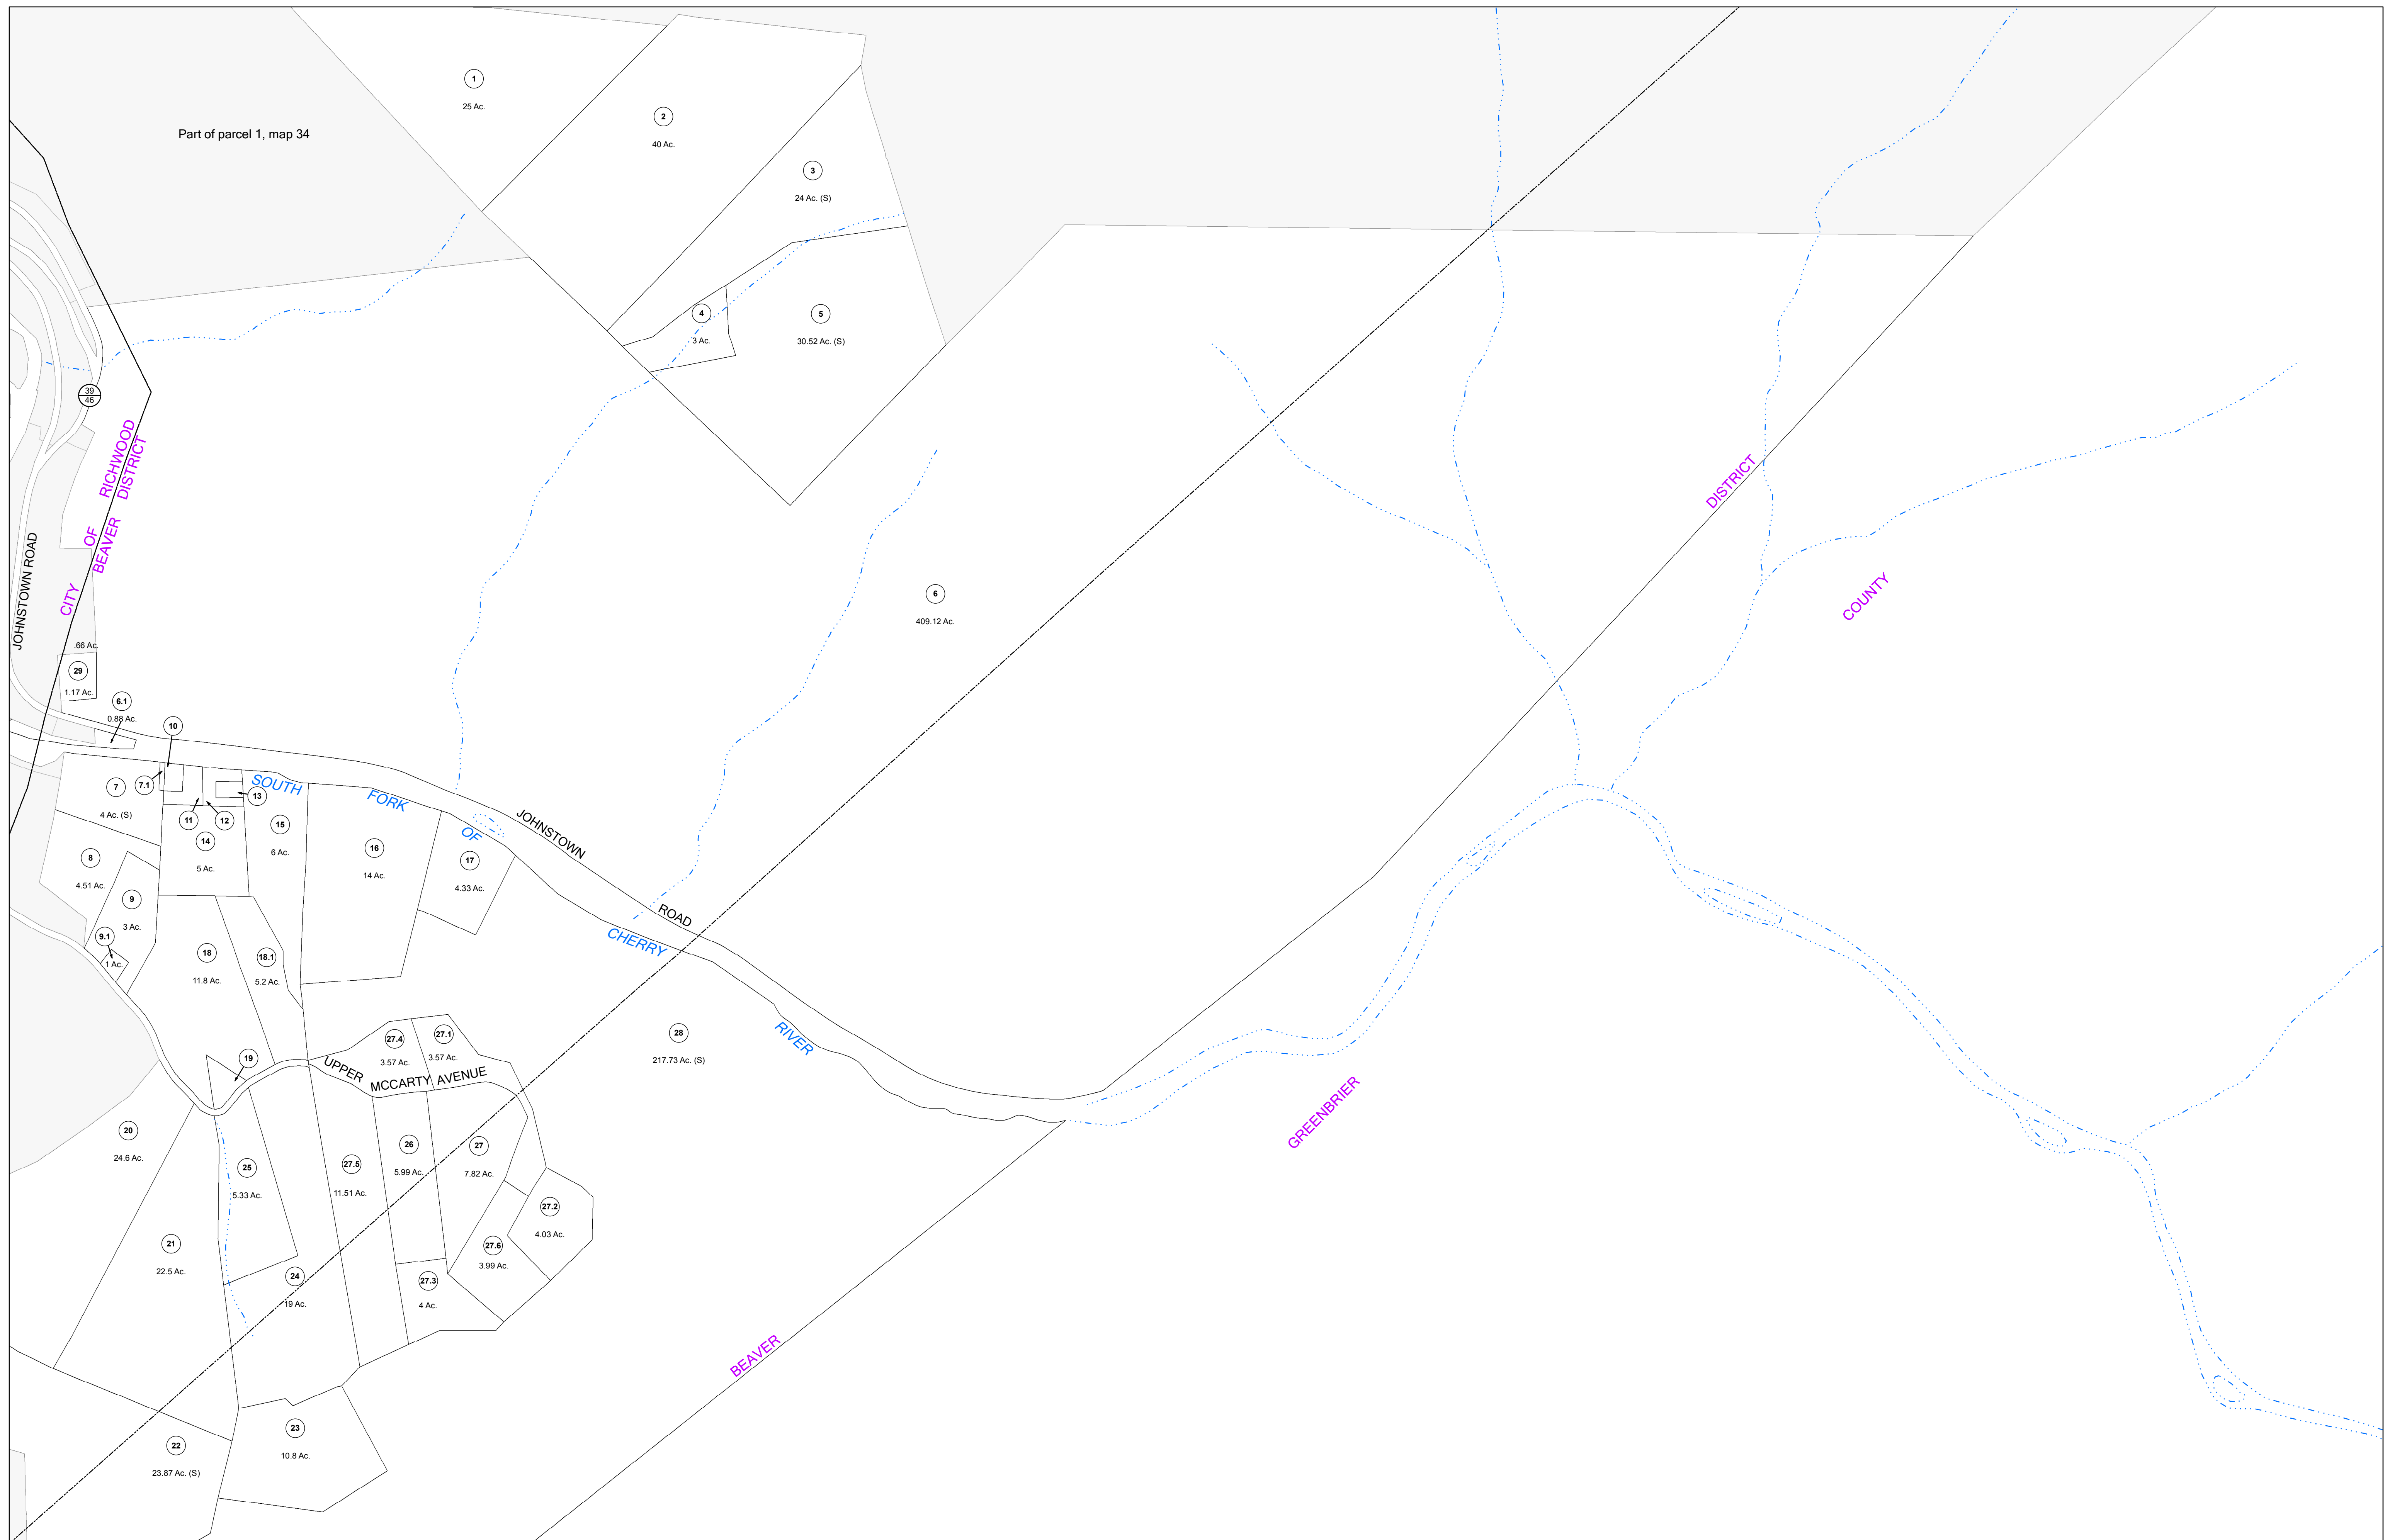 1
25 Ac.
2
40 Ac.
Part of parcel 1, map 34
3
24 Ac. (S)
4
3 Ac.
5
30.52 Ac. (S)
39
46
CITY OF RICHWOOD
BEAVER DISTRICT
JOHNSTOWN ROAD
6
409.12 Ac.
DISTRICT
COUNTY
.66 Ac.
29
1.17 Ac.
6.1
0.88 Ac.
10
7
4 Ac. (S)
7.1
11
12
13
14
5 Ac.
15
6 Ac.
SOUTH FORK OF CHERRY RIVER
JOHNSTOWN ROAD
16
14 Ac.
17
4.33 Ac.
8
4.51 Ac.
9
3 Ac.
9.1
1 Ac.
18
11.8 Ac.
18.1
5.2 Ac.
19
27.4
3.57 Ac.
27.1
3.57 Ac.
UPPER MCCARTY AVENUE
28
217.73 Ac. (S)
GREENBRIER
20
24.6 Ac.
25
5.33 Ac.
27.5
11.51 Ac.
26
5.99 Ac.
27
7.82 Ac.
27.2
4.03 Ac.
21
22.5 Ac.
24
19 Ac.
27.6
3.99 Ac.
27.3
4 Ac.
BEAVER
23
10.8 Ac.
22
23.87 Ac. (S)